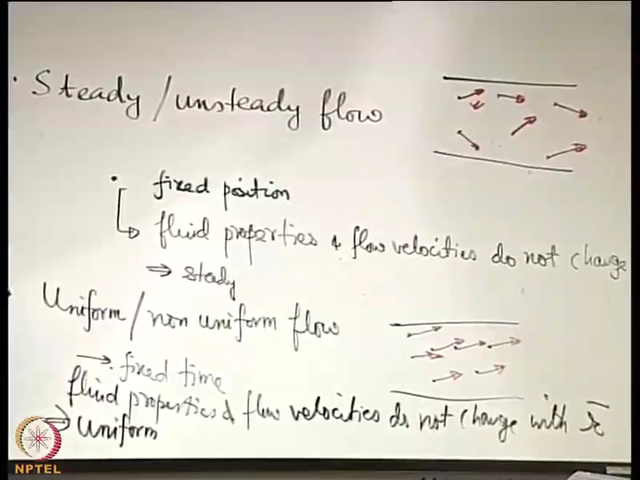 Steady / unsteady flow
fixed position
fluid properties & flow velocities do not change
⇒ steady
Uniform / non uniform flow
→ fixed time
fluid properties & flow velocities do not change with
⇒ Uniform
NPTEL